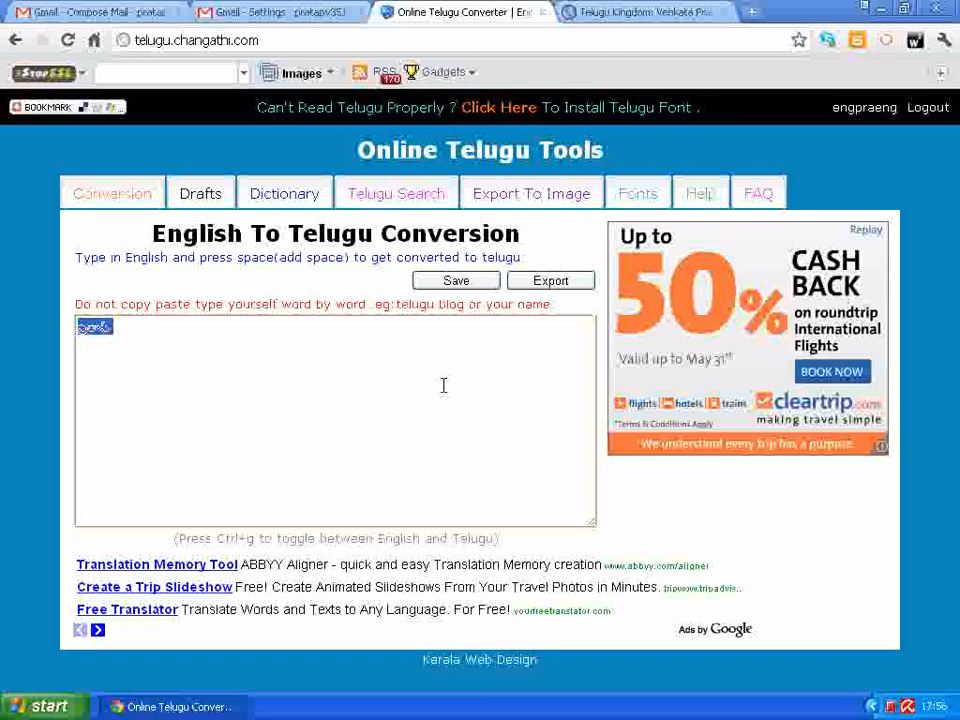 Gmail - Compose Mail - pratap
Gmail - Settings - pratapv35.
Online Telugu Converter | En
Telugu Kingdom: Venkata Pra
telugu.changathi.com
Images
RSS
170
Gadgets
BOOKMARK
Can't Read Telugu Properly ? Click Here To Install Telugu Font .
engpraeng Logout
Online Telugu Tools
Conversion Drafts Dictionary Telugu Search Export To Image Fonts Help FAQ
English To Telugu Conversion
Type in English and press space(add space) to get converted to telugu
Save Export
Do not copy paste type yourself word by word .eg:telugu blog or your name.
ప్రతాప్
(Press Ctrl+g to toggle between English and Telugu)
Replay
Up to
50%
CASH
BACK
on roundtrip
International
Flights
Valid up to May 31st
BOOK NOW
flights hotels trains
cleartrip.com
making travel simple
*Terms & Conditions Apply
We understand every trip has a purpose.
Translation Memory Tool ABBYY Aligner - quick and easy Translation Memory creation www.abbyy.com/aligner
Create a Trip Slideshow Free! Create Animated Slideshows From Your Travel Photos in Minutes. tripwow.tripadvis..
Free Translator Translate Words and Texts to Any Language. For Free! yourfreetranslator.com
Ads by Google
Kerala Web Design
start
Online Telugu Conver...
17:56